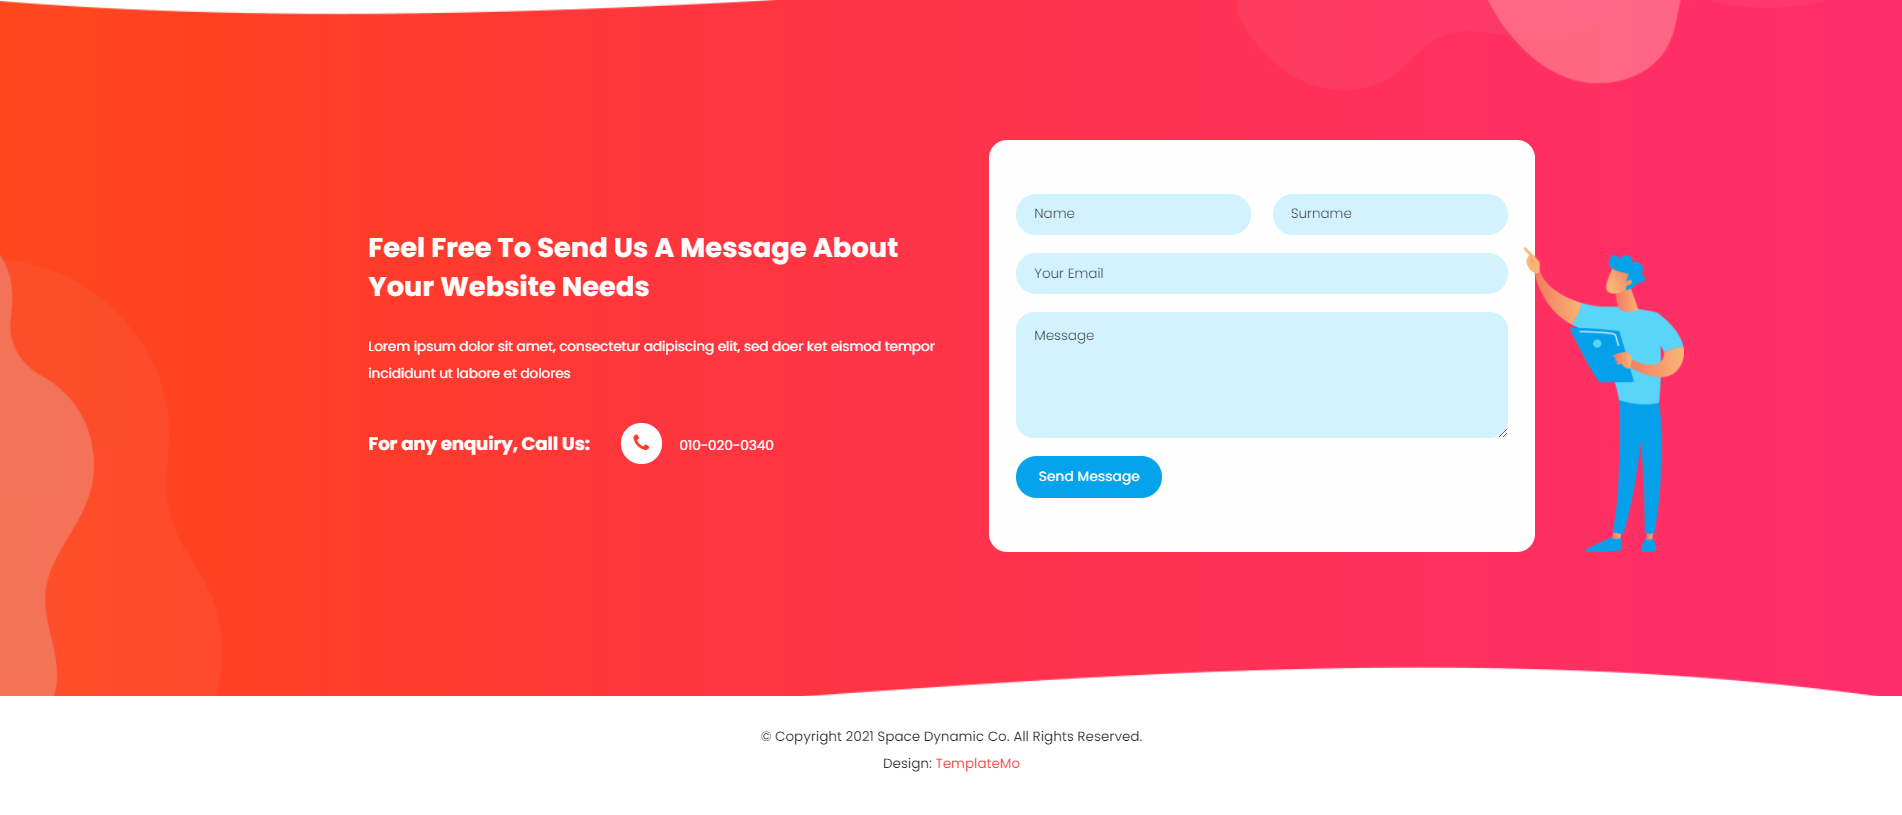 Feel Free To Send Us A Message About
Your Website Needs
Lorem ipsum dolor sit amet, consectetur adipiscing elit, sed doer ket eismod tempor
incididunt ut labore et dolores
For any enquiry, Call Us:
010-020-0340
Name
Surname
Your Email
Message
Send Message
© Copyright 2021 Space Dynamic Co. All Rights Reserved.
Design: TemplateMo